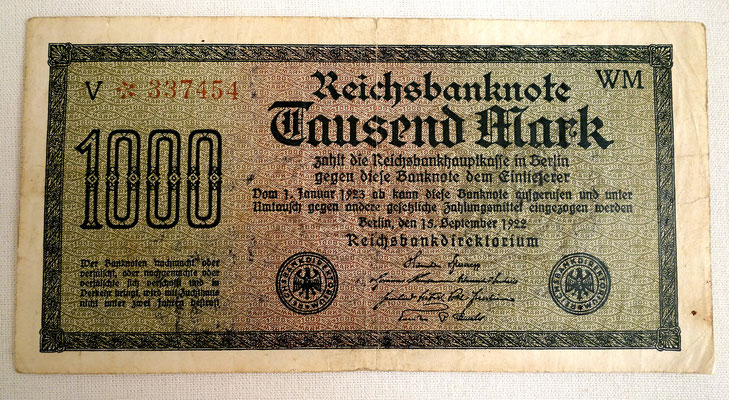 V * 337454
WM
Reichsbanknote
Tausend Mark
1000
zahlt die Reichsbankhauptkasse in Berlin
gegen diese Banknote dem Einlieferer
Vom 1. Januar 1923 ab kann diese Banknote aufgerufen und unter
Umtausch gegen andere gesetzliche Zahlungsmittel eingezogen werden
Berlin, den 15. September 1922
Reichsbankdirektorium
Wer Banknoten nachmacht oder
verfälscht, oder nachgemachte oder
verfälschte sich verschafft und in
Verkehr bringt, wird mit Zuchthaus
nicht unter zwei Jahren bestraft
REICHSBANKDIREKTORIUM
REICHSBANKDIREKTORIUM